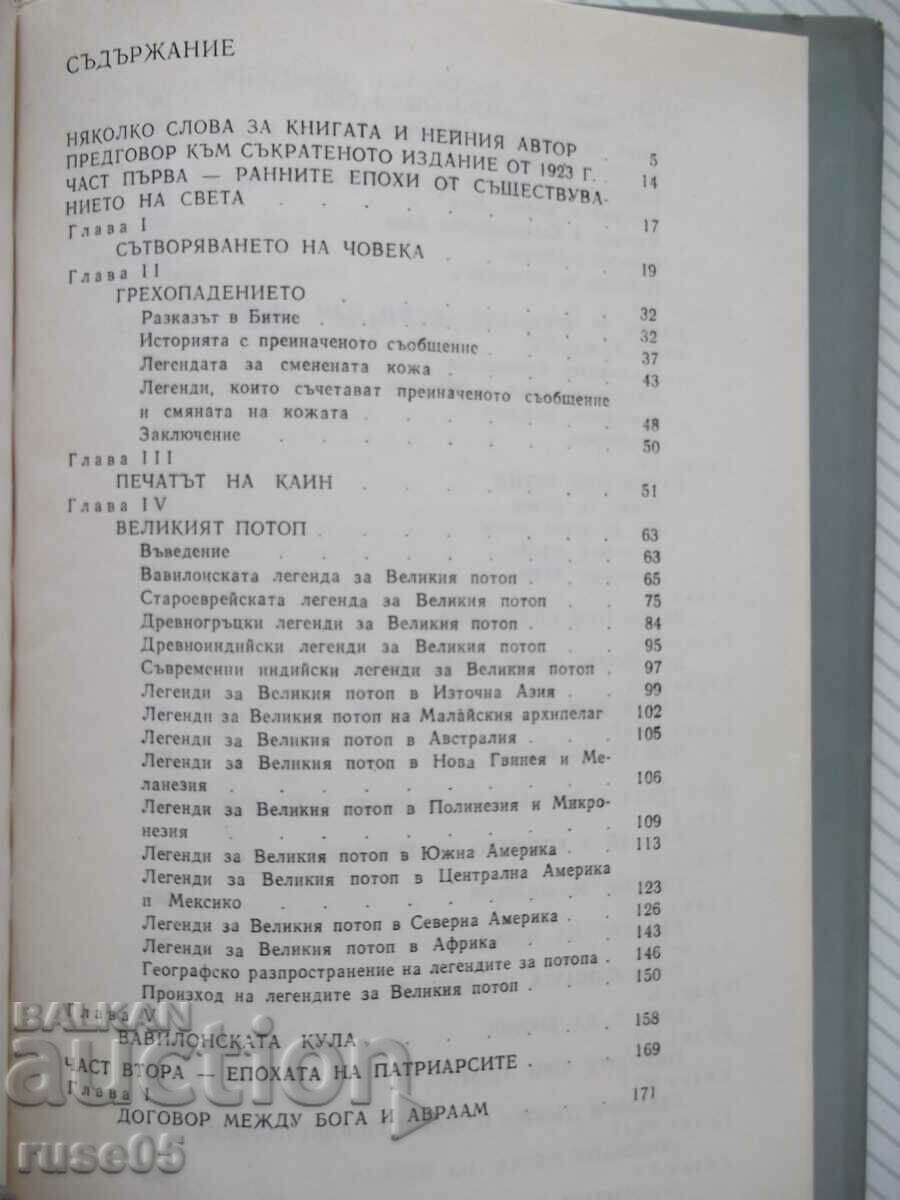 СЪДЪРЖАНИЕ
НЯКОЛКО СЛОВА ЗА КНИГАТА И НЕЙНИЯ АВТОР . 5
ПРЕДГОВОР КЪМ СЪКРАТЕНОТО ИЗДАНИЕ ОТ 1923 Г. . 14
ЧАСТ ПЪРВА — РАННИТЕ ЕПОХИ ОТ СЪЩЕСТВУВА-
НИЕТО НА СВЕТА . . . . . . . . . 17
Глава I
СЪТВОРЯВАНЕТО НА ЧОВЕКА . . . . . . 19
Глава II
ГРЕХОПАДЕНИЕТО . . . . . . . . 32
Разказът в Битие . . . . . . . . 32
Историята с преиначеното съобщение . . . . 37
Легендата за сменената кожа . . . . . 43
Легенди, които съчетават преиначеното съобщение
и смяната на кожата . . . . . . . 48
Заключение . . . . . . . . . 50
Глава III
ПЕЧАТЪТ НА КАИН . . . . . . . 51
Глава IV
ВЕЛИКИЯТ ПОТОП . . . . . . . . 63
Въведение . . . . . . . . . 63
Вавилонската легенда за Великия потоп . . . 65
Староеврейската легенда за Великия потоп . . 75
Древногръцки легенди за Великия потоп . . . 84
Древноиндийски легенди за Великия потоп . . 95
Съвременни индийски легенди за Великия потоп . 97
Легенди за Великия потоп в Източна Азия . . 99
Легенди за Великия потоп на Малайския архипелаг 102
Легенди за Великия потоп в Австралия . . . 105
Легенди за Великия потоп в Нова Гвинея и Ме-
ланезия . . . . . . . . . . 106
Легенди за Великия потоп в Полинезия и Микро-
незия . . . . . . . . . . 109
Легенди за Великия потоп в Южна Америка . . 113
Легенди за Великия потоп в Централна Америка
и Мексико . . . . . . . . . 123
Легенди за Великия потоп в Северна Америка . . 126
Легенди за Великия потоп в Африка . . . 143
Географско разпространение на легендите за потопа . 146
Произход на легендите за Великия потоп . . . 150
Глава V
ВАВИЛОНСКАТА КУЛА . . . . . . . 158
ЧАСТ ВТОРА — ЕПОХАТА НА ПАТРИАРСИТЕ . . . 169
Глава I
ДОГОВОР МЕЖДУ БОГА И АВРААМ . . . . 171
BALKAN
auction
ruse05